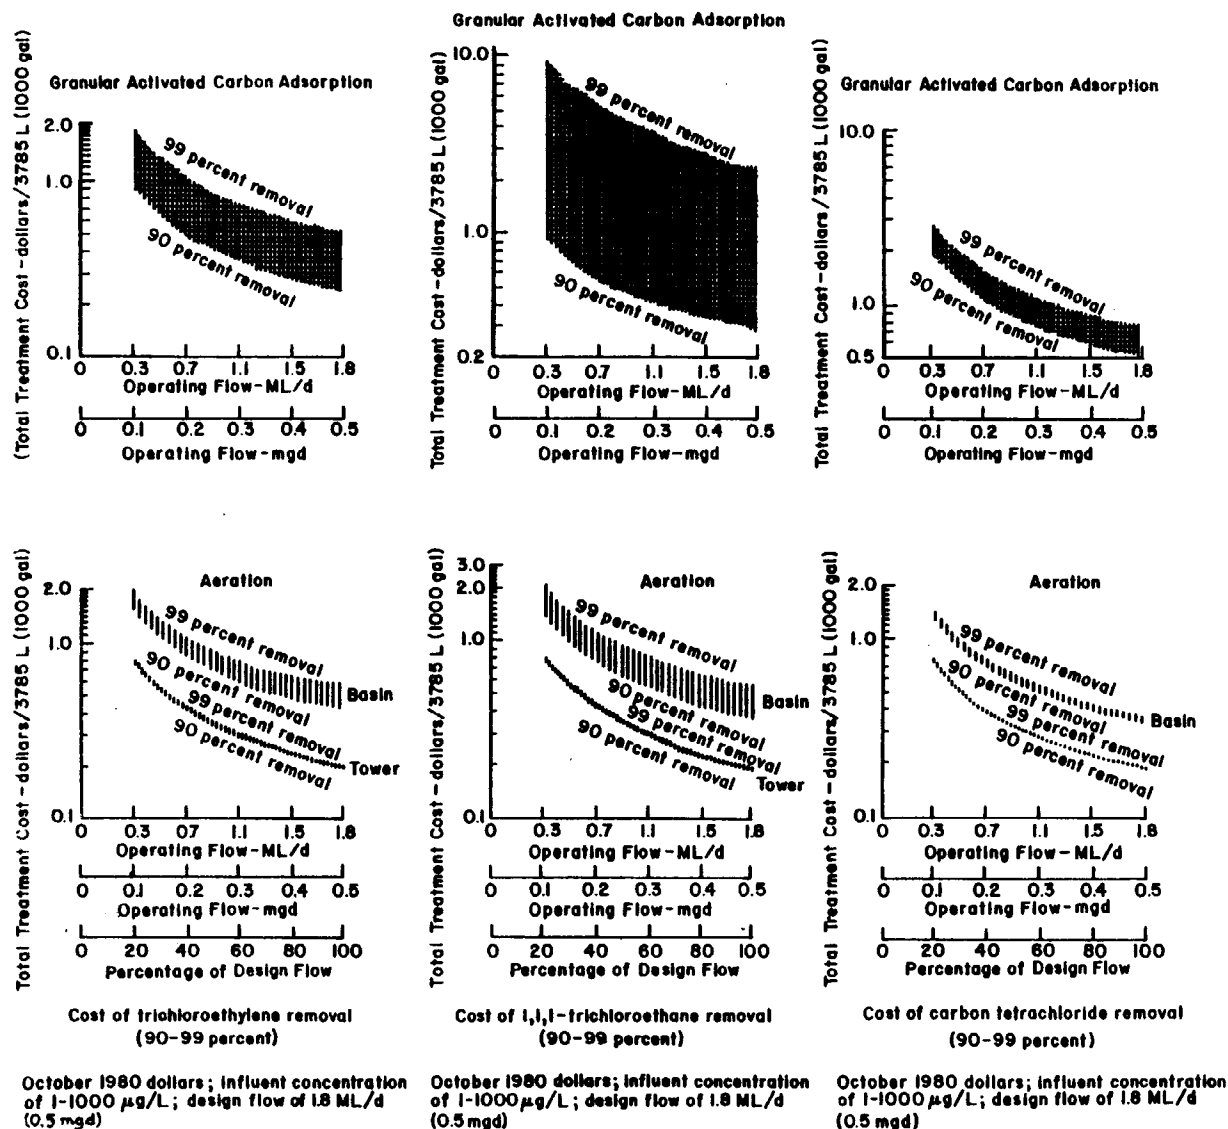 Granular Activated Carbon Adsorption
(Total Treatment Cost-dollars/3785 L (1000 gal)
2.0
1.0
0.1
99 percent removal
90 percent removal
0 0.3 0.7 1.1 1.5 1.8
Operating Flow-ML/d
0 0.1 0.2 0.3 0.4 0.5
Operating Flow-mgd
Granular Activated Carbon Adsorption
Total Treatment Cost-dollars/3785 L (1000 gal)
10.0
1.0
0.2
99 percent removal
90 percent removal
0 0.3 0.7 1.1 1.5 1.8
Operating Flow-ML/d
0 0.1 0.2 0.3 0.4 0.5
Operating Flow-mgd
Granular Activated Carbon Adsorption
Total Treatment Cost-dollars/3785 L (1000 gal)
10.0
1.0
0.5
99 percent removal
90 percent removal
0 0.3 0.7 1.1 1.5 1.8
Operating Flow-ML/d
0 0.1 0.2 0.3 0.4 0.5
Operating Flow-mgd
Aeration
Total Treatment Cost-dollars/3785 L (1000 gal)
2.0
1.0
0.1
99 percent removal
Basin
90 percent removal
99 percent removal
90 percent removal
Tower
0 0.3 0.7 1.1 1.5 1.8
Operating Flow-ML/d
0 0.1 0.2 0.3 0.4 0.5
Operating Flow-mgd
0 20 40 60 80 100
Percentage of Design Flow
Cost of trichloroethylene removal
(90-99 percent)
October 1980 dollars; influent concentration
of 1-1000 µg/L; design flow of 1.8 ML/d
(0.5 mgd)
Aeration
Total Treatment Cost-dollars/3785 L (1000 gal)
3.0
2.0
1.0
0.1
99 percent removal
Basin
90 percent removal
99 percent removal
90 percent removal
Tower
0 0.3 0.7 1.1 1.5 1.8
Operating Flow-ML/d
0 0.1 0.2 0.3 0.4 0.5
Operating Flow-mgd
0 20 40 60 80 100
Percentage of Design Flow
Cost of 1,1,1-trichloroethane removal
(90-99 percent)
October 1980 dollars; influent concentration
of 1-1000 µg/L; design flow of 1.8 ML/d
(0.5 mgd)
Aeration
Total Treatment Cost-dollars/3785 L (1000 gal)
2.0
1.0
0.1
99 percent removal
Basin
90 percent removal
99 percent removal
90 percent removal
0 0.3 0.7 1.1 1.5 1.8
Operating Flow-ML/d
0 0.1 0.2 0.3 0.4 0.5
Operating Flow-mgd
0 20 40 60 80 100
Percentage of Design Flow
Cost of carbon tetrachloride removal
(90-99 percent)
October 1980 dollars; influent concentration
of 1-1000 µg/L; design flow of 1.8 ML/d
(0.5 mgd)